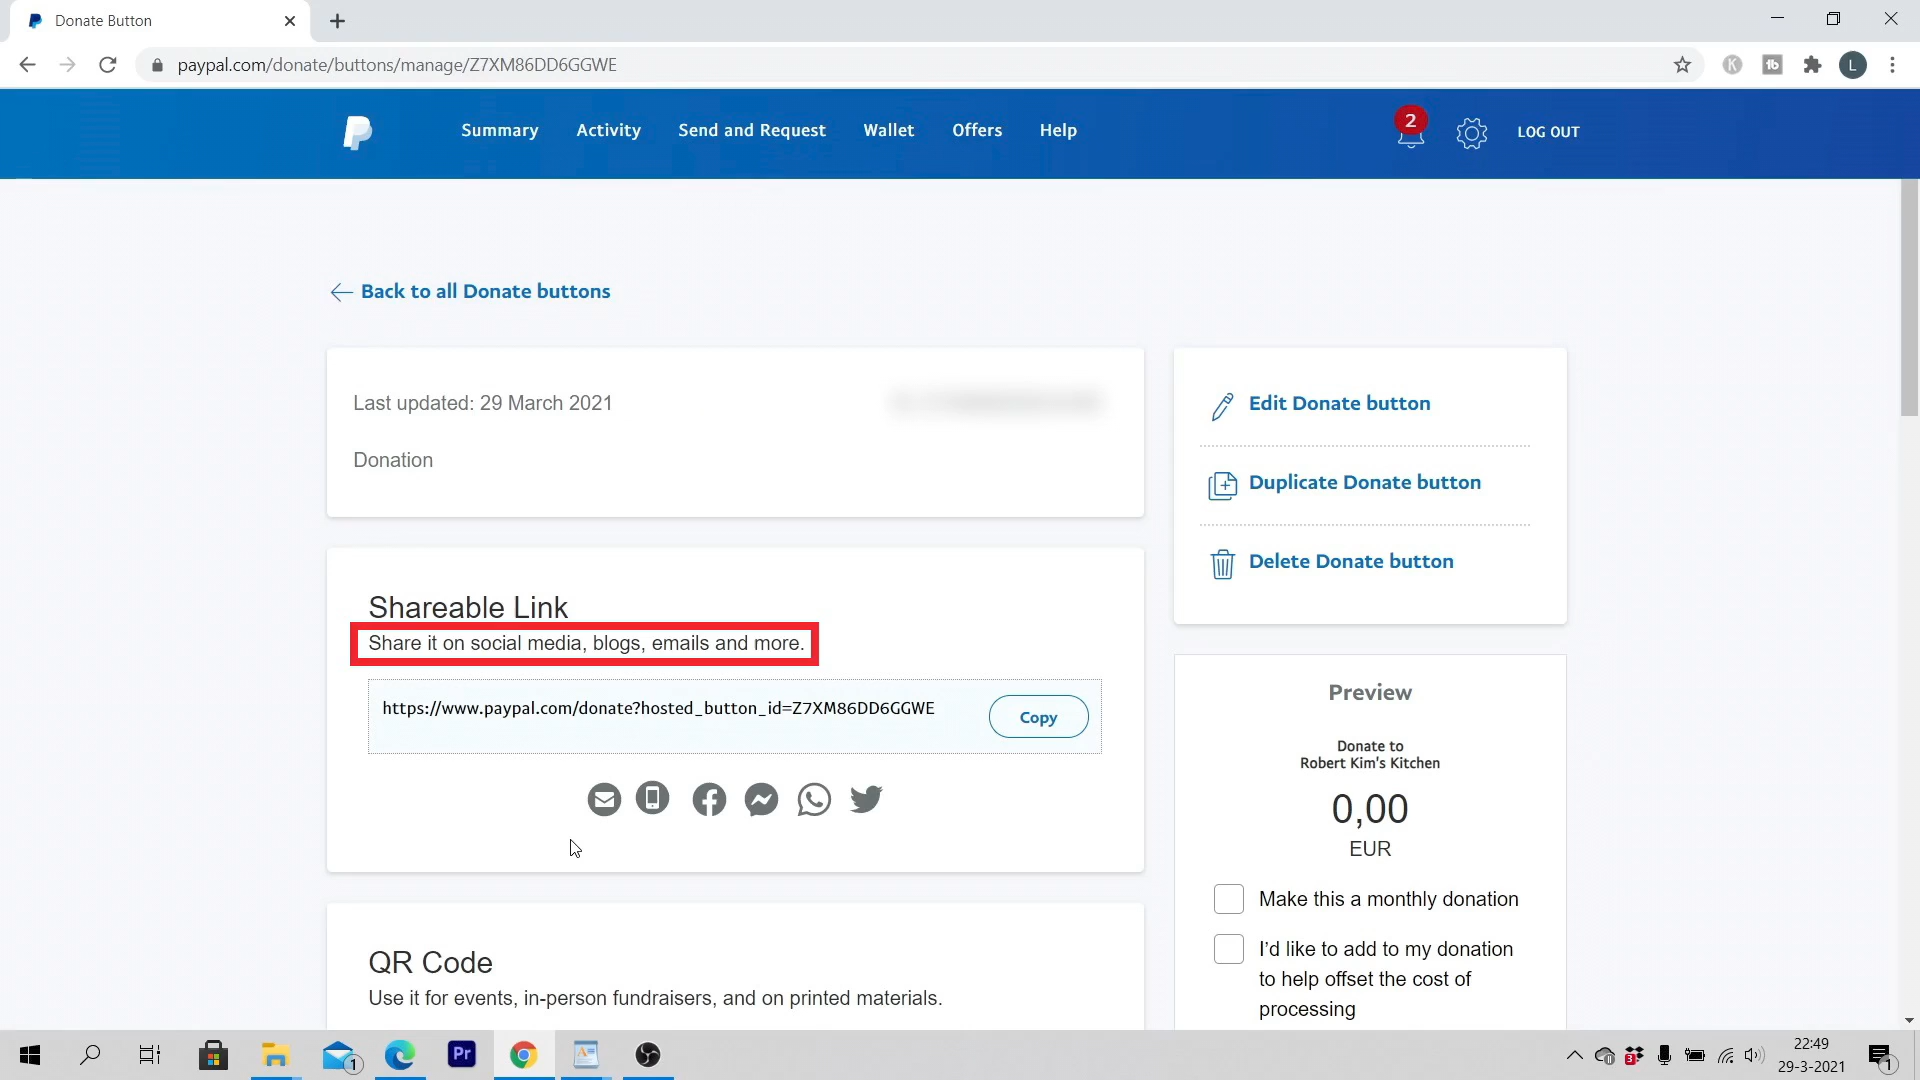 Donate Button
paypal.com/donate/buttons/manage/Z7XM86DD6GGWE
L
Summary
Activity
Send and Request
Wallet
Offers
Help
2
LOG OUT
Back to all Donate buttons
Last updated: 29 March 2021
Donation
Edit Donate button
Duplicate Donate button
Delete Donate button
Shareable Link
Share it on social media, blogs, emails and more.
https://www.paypal.com/donate?hosted_button_id=Z7XM86DD6GGWE
Copy
Preview
Donate to
Robert Kim's Kitchen
0,00
EUR
Make this a monthly donation
I’d like to add to my donation
to help offset the cost of
processing
QR Code
Use it for events, in-person fundraisers, and on printed materials.
1
Pr
3
22:49
29-3-2021
1